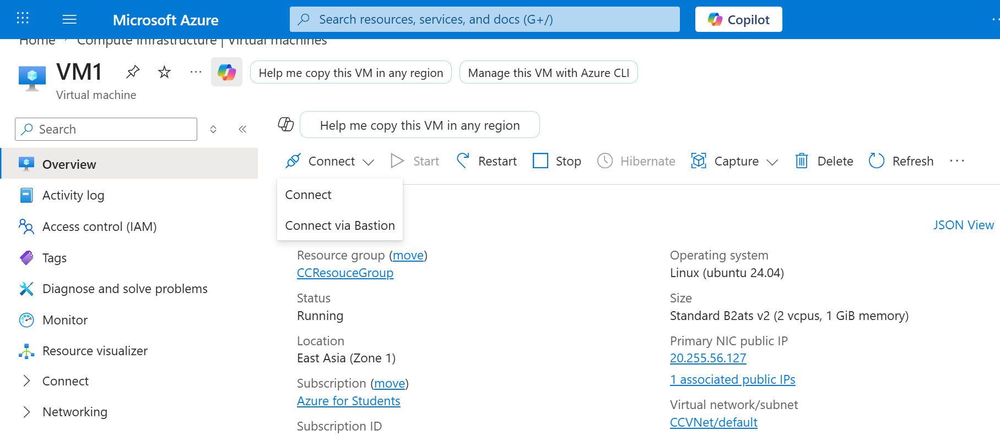 Microsoft Azure
Search resources, services, and docs (G+/)
Copilot
Home > Compute infrastructure | Virtual machines
VM1
Virtual machine
Help me copy this VM in any region
Manage this VM with Azure CLI
Search
Overview
Activity log
Access control (IAM)
Tags
Diagnose and solve problems
Monitor
Resource visualizer
Connect
Networking
Help me copy this VM in any region
Connect
Start
Restart
Stop
Hibernate
Capture
Delete
Refresh
Connect
Connect via Bastion
JSON View
Resource group (move)
CCResouceGroup
Status
Running
Location
East Asia (Zone 1)
Subscription (move)
Azure for Students
Subscription ID
Operating system
Linux (ubuntu 24.04)
Size
Standard B2ats v2 (2 vcpus, 1 GiB memory)
Primary NIC public IP
20.255.56.127
1 associated public IPs
Virtual network/subnet
CCVNet/default